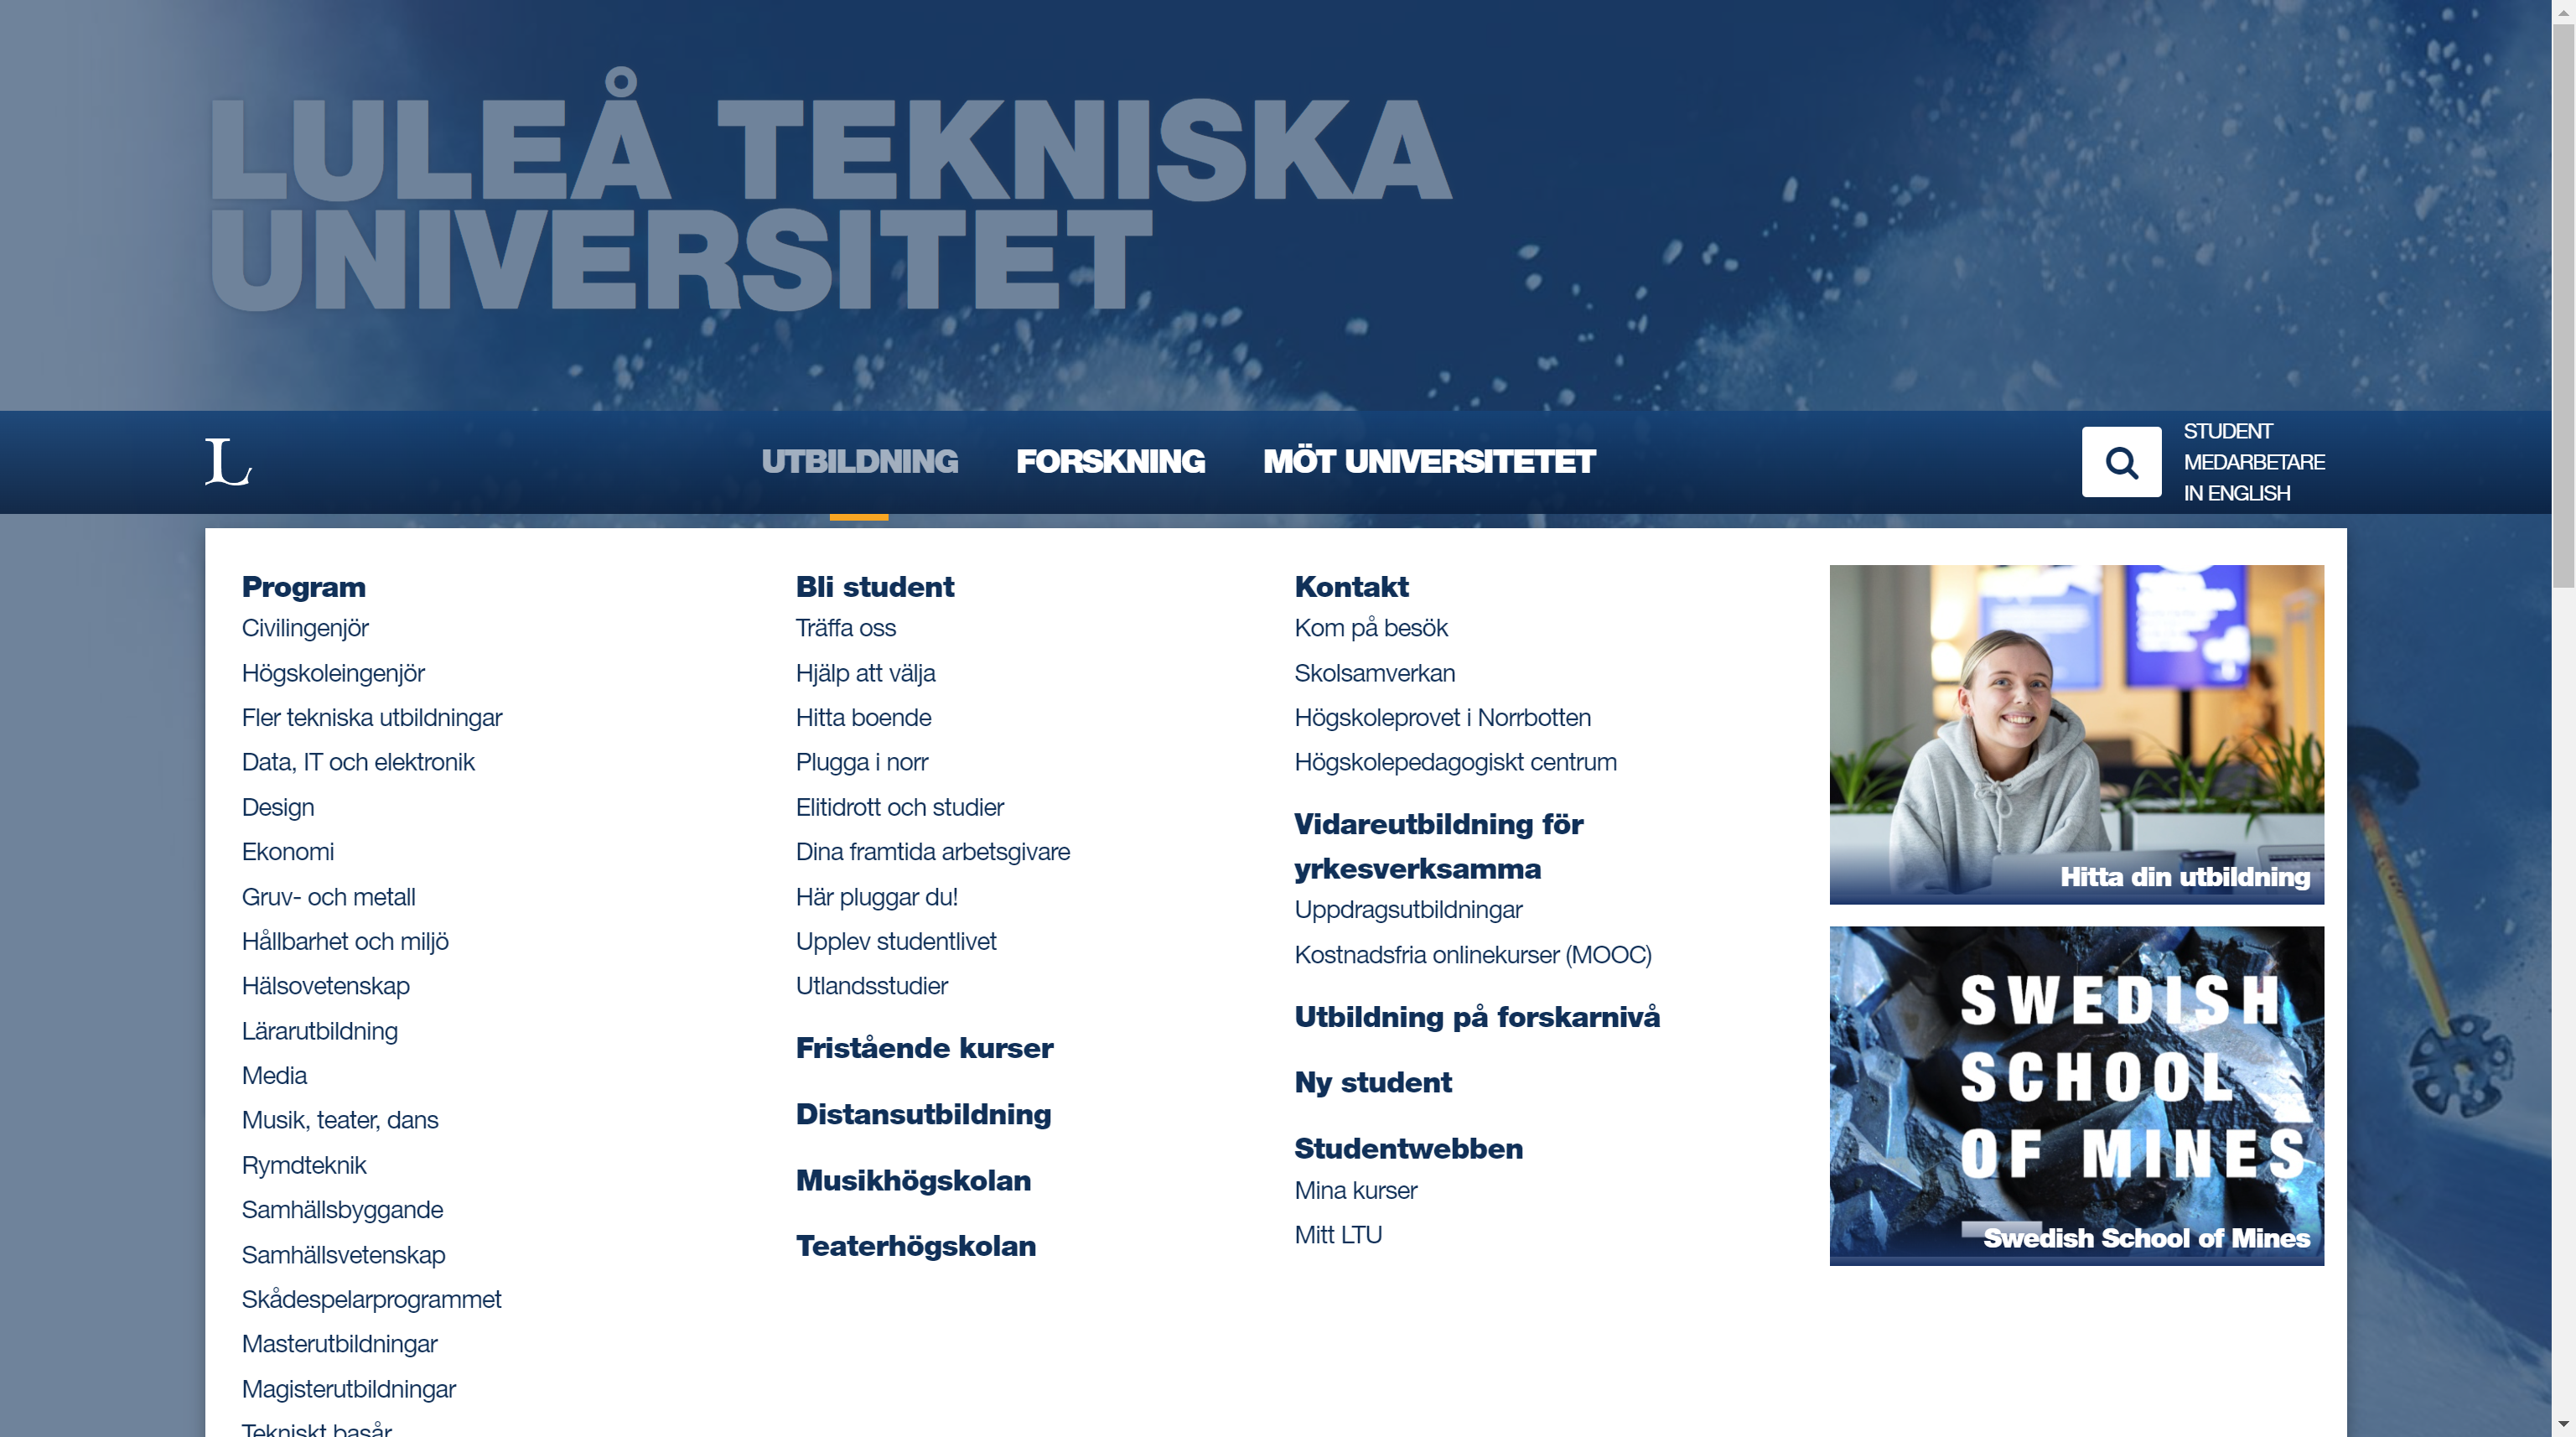 LULEÅ TEKNISKA
UNIVERSITET
L
UTBILDNING
FORSKNING
MÖT UNIVERSITETET
STUDENT
MEDARBETARE
IN ENGLISH
Program
Civilingenjör
Högskoleingenjör
Fler tekniska utbildningar
Data, IT och elektronik
Design
Ekonomi
Gruv- och metall
Hållbarhet och miljö
Hälsovetenskap
Lärarutbildning
Media
Musik, teater, dans
Rymdteknik
Samhällsbyggande
Samhällsvetenskap
Skådespelarprogrammet
Masterutbildningar
Magisterutbildningar
Tekniskt basår
Bli student
Träffa oss
Hjälp att välja
Hitta boende
Plugga i norr
Elitidrott och studier
Dina framtida arbetsgivare
Här pluggar du!
Upplev studentlivet
Utlandsstudier
Fristående kurser
Distansutbildning
Musikhögskolan
Teaterhögskolan
Kontakt
Kom på besök
Skolsamverkan
Högskoleprovet i Norrbotten
Högskolepedagogiskt centrum
Vidareutbildning för
yrkesverksamma
Uppdragsutbildningar
Kostnadsfria onlinekurser (MOOC)
Utbildning på forskarnivå
Ny student
Studentwebben
Mina kurser
Mitt LTU
Hitta din utbildning
SWEDISH
SCHOOL
OF MINES
Swedish School of Mines